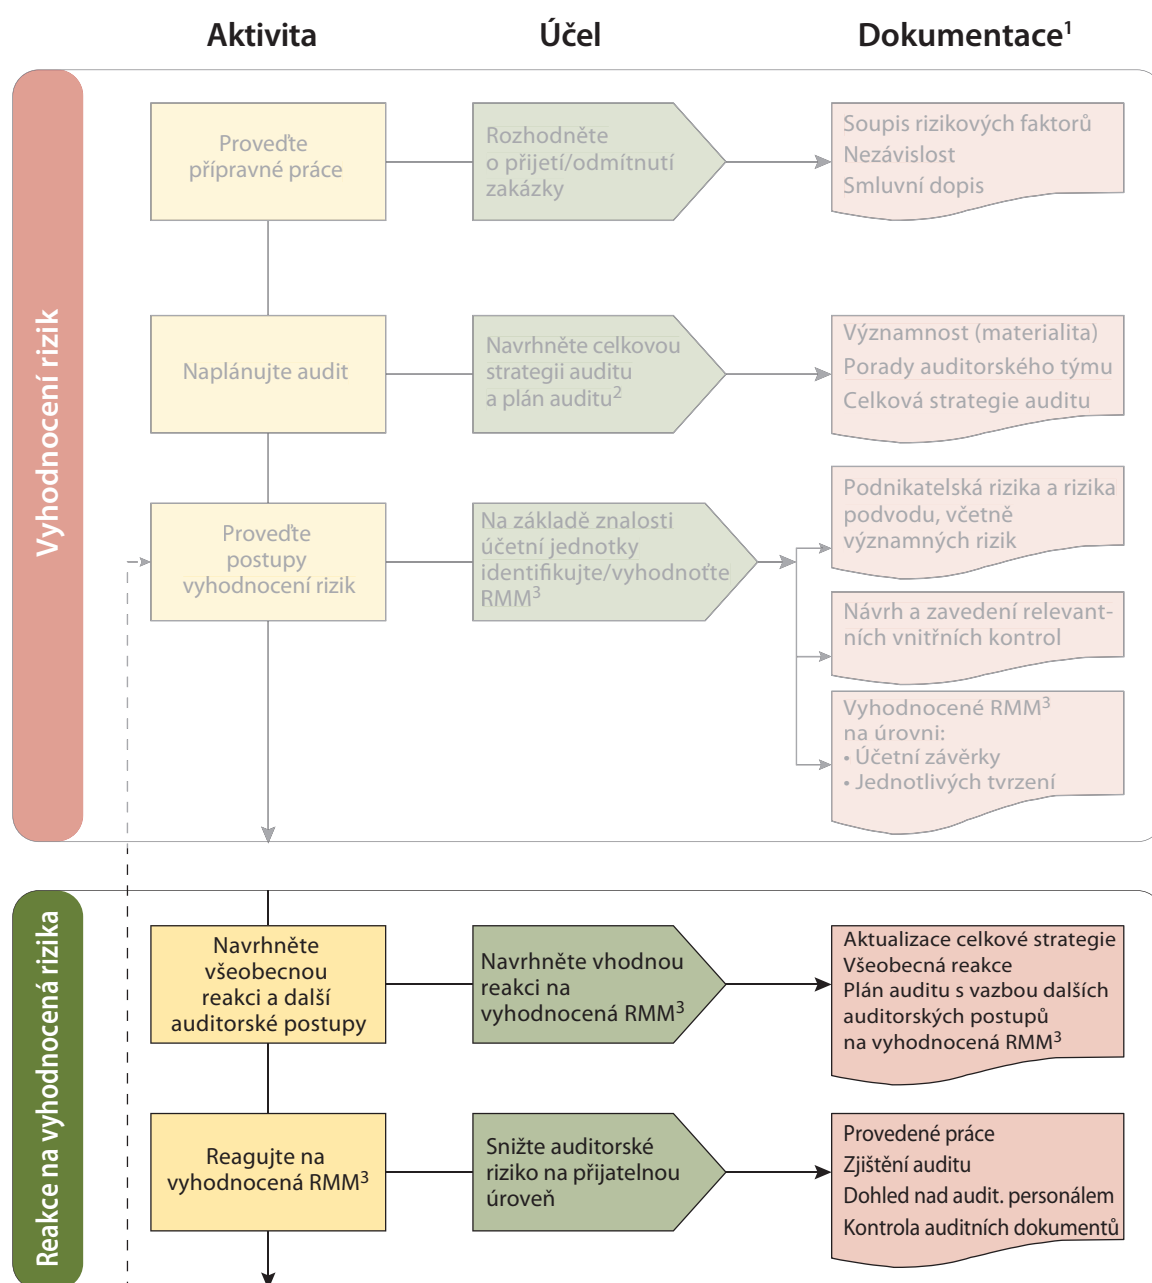 Aktivita
Účel
Dokumentace¹
Vyhodnocení rizik
Proveďte
přípravné práce
Rozhodněte
o přijetí/odmítnutí
zakázky
Soupis rizikových faktorů
Nezávislost
Smluvní dopis
Naplánujte audit
Navrhněte celkovou
strategii auditu
a plán auditu²
Významnost (materialita)
Porady auditorského týmu
Celková strategie auditu
Proveďte
postupy
vyhodnocení rizik
Na základě znalosti
účetní jednotky
identifikujte/vyhodnoťte
RMM³
Podnikatelská rizika a rizika
podvodu, včetně
významných rizik
Návrh a zavedení relevant-
ních vnitřních kontrol
Vyhodnocené RMM³
na úrovni:
• Účetní závěrky
• Jednotlivých tvrzení
Reakce na vyhodnocená rizika
Navrhněte
všeobecnou
reakci a další
auditorské postupy
Navrhněte vhodnou
reakci na
vyhodnocená RMM³
Aktualizace celkové strategie
Všeobecná reakce
Plán auditu s vazbou dalších
auditorských postupů
na vyhodnocená RMM³
Reagujte na
vyhodnocená RMM³
Snižte auditorské
riziko na přijatelnou
úroveň
Provedené práce
Zjištění auditu
Dohled nad audit. personálem
Kontrola auditních dokumentů